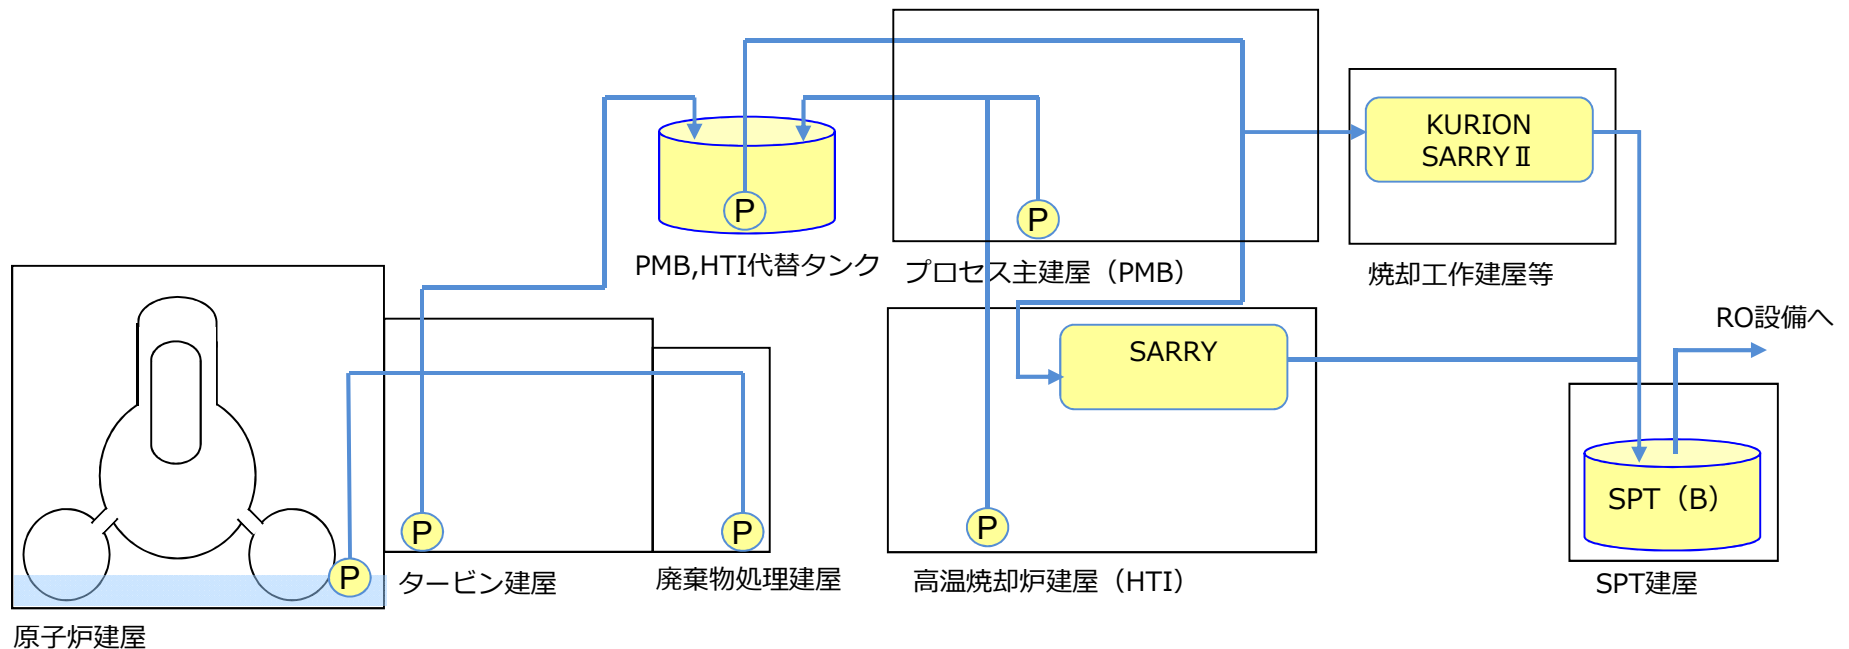 KURION
SARRYⅡ
P
P
PMB,HTI代替タンク
プロセス主建屋（PMB）
焼却工作建屋等
RO設備へ
SARRY
SPT（B）
P
P
P
P
タービン建屋
廃棄物処理建屋
高温焼却炉建屋（HTI）
SPT建屋
原子炉建屋